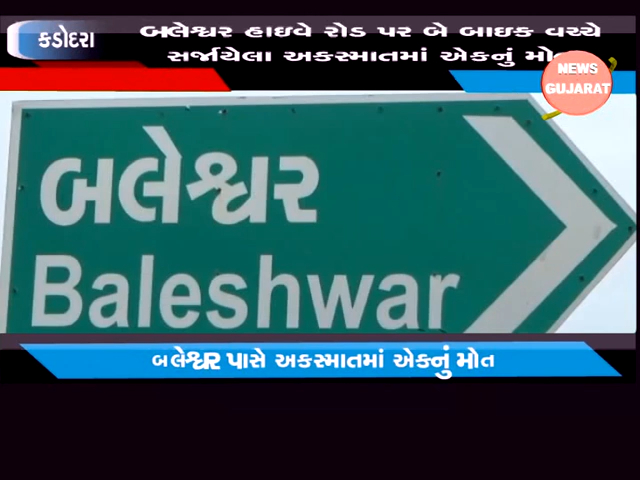 કડોદરા
બલેશ્વર હાઇવે રોડ પર બે બાઇક વચ્ચે
સર્જાયેલા અકસ્માતમાં એકનું
NEWS
GUJARAT
બલેશ્વર
Baleshwar
બલેશ્વર પાસે અકસ્માતમાં એકનું મોત